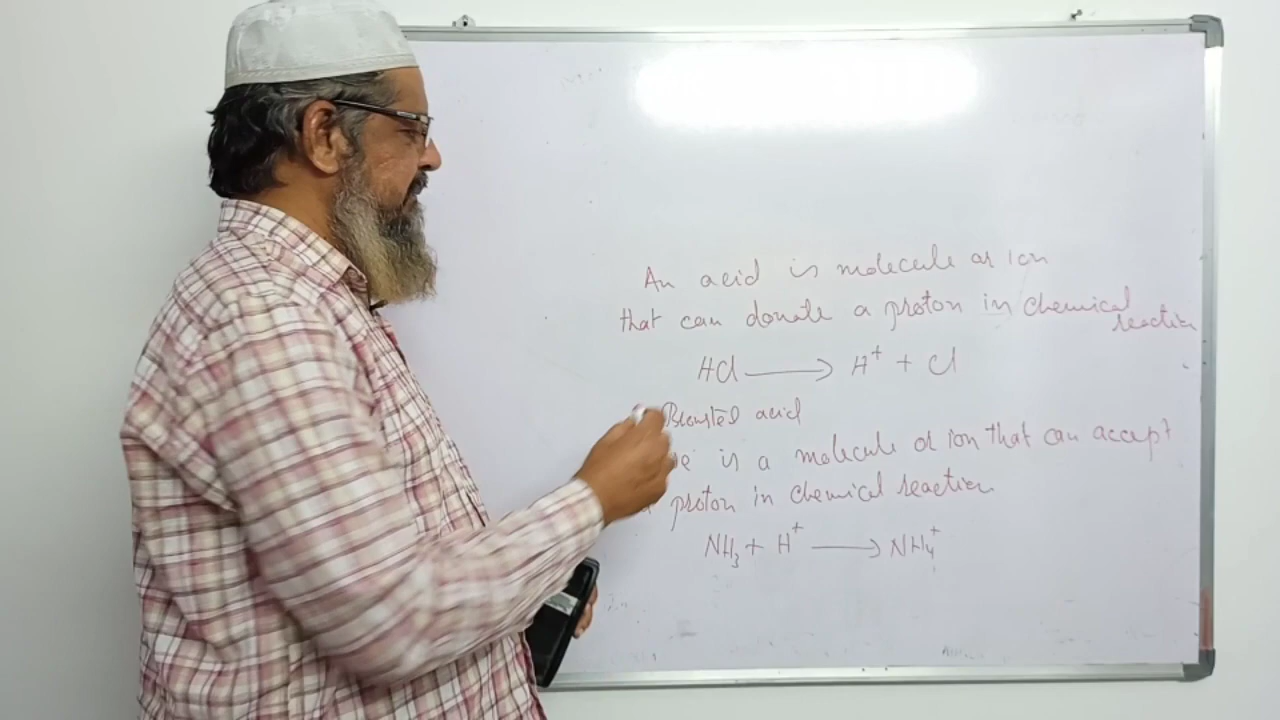 An acid is molecule or ion
that can donate a proton in chemical
reaction
HCl ⟶ H⁺ + Cl
Bronsted acid
is a molecule or ion that can accept
proton in chemical reaction
NH₃ + H⁺ ⟶ NH₄⁺